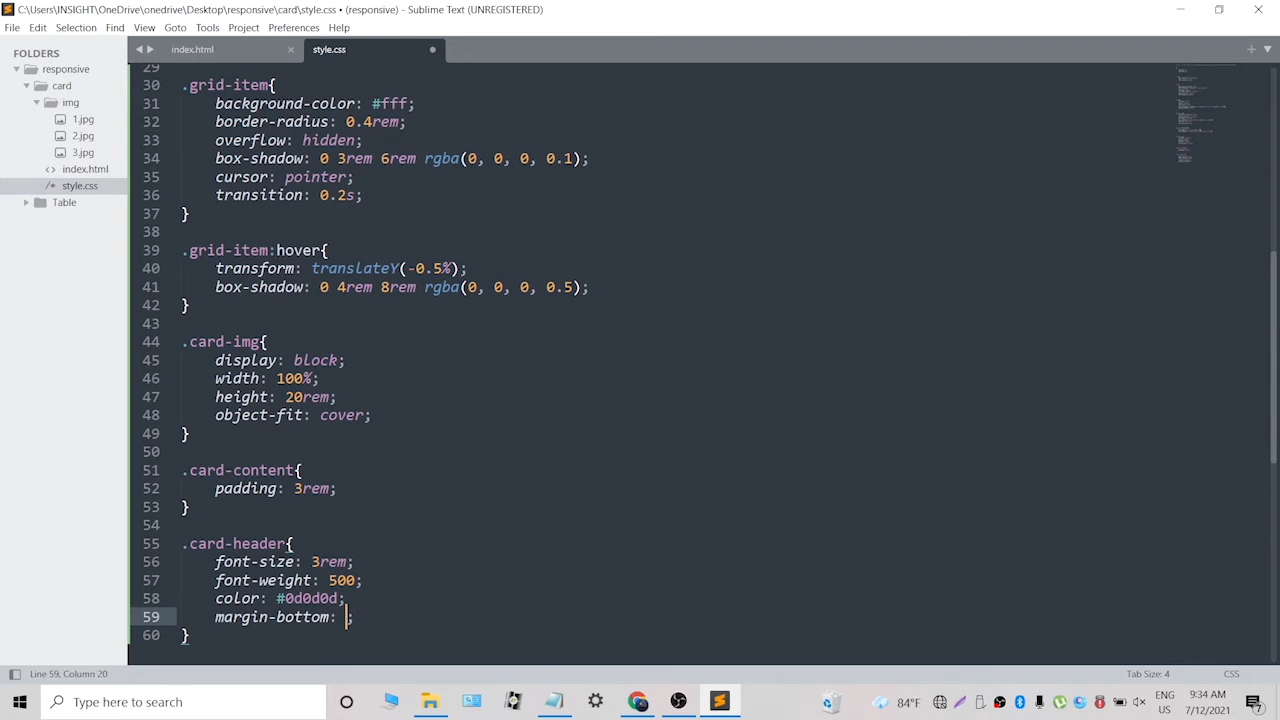 C:\Users\INSIGHT\OneDrive\onedrive\Desktop\responsive\card\style.css • (responsive) - Sublime Text (UNREGISTERED)
File Edit Selection Find View Goto Tools Project Preferences Help
FOLDERS
responsive
card
img
1.jpg
2.jpg
3.jpg
index.html
style.css
Table
index.html
style.css
29
30 .grid-item{
31 background-color: #fff;
32 border-radius: 0.4rem;
33 overflow: hidden;
34 box-shadow: 0 3rem 6rem rgba(0, 0, 0, 0.1);
35 cursor: pointer;
36 transition: 0.2s;
37 }
38
39 .grid-item:hover{
40 transform: translateY(-0.5%);
41 box-shadow: 0 4rem 8rem rgba(0, 0, 0, 0.5);
42 }
43
44 .card-img{
45 display: block;
46 width: 100%;
47 height: 20rem;
48 object-fit: cover;
49 }
50
51 .card-content{
52 padding: 3rem;
53 }
54
55 .card-header{
56 font-size: 3rem;
57 font-weight: 500;
58 color: #0d0d0d;
59 margin-bottom: ;
60 }
Line 59, Column 20
Tab Size: 4
CSS
Type here to search
84°F
ENG
US
9:34 AM
7/12/2021